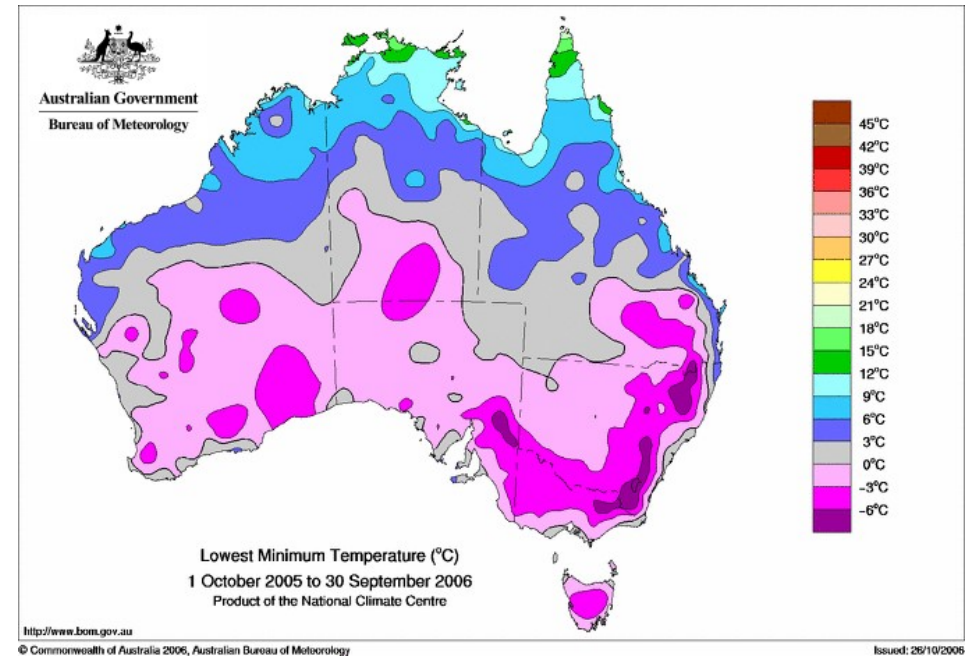 Australian Government
Bureau of Meteorology
45°C
42°C
39°C
36°C
33°C
30°C
27°C
24°C
21°C
18°C
15°C
12°C
9°C
6°C
3°C
0°C
-3°C
-6°C
Lowest Minimum Temperature (°C)
1 October 2005 to 30 September 2006
Product of the National Climate Centre
http://www.bom.gov.au
© Commonwealth of Australia 2006, Australian Bureau of Meteorology
Issued: 26/10/2006